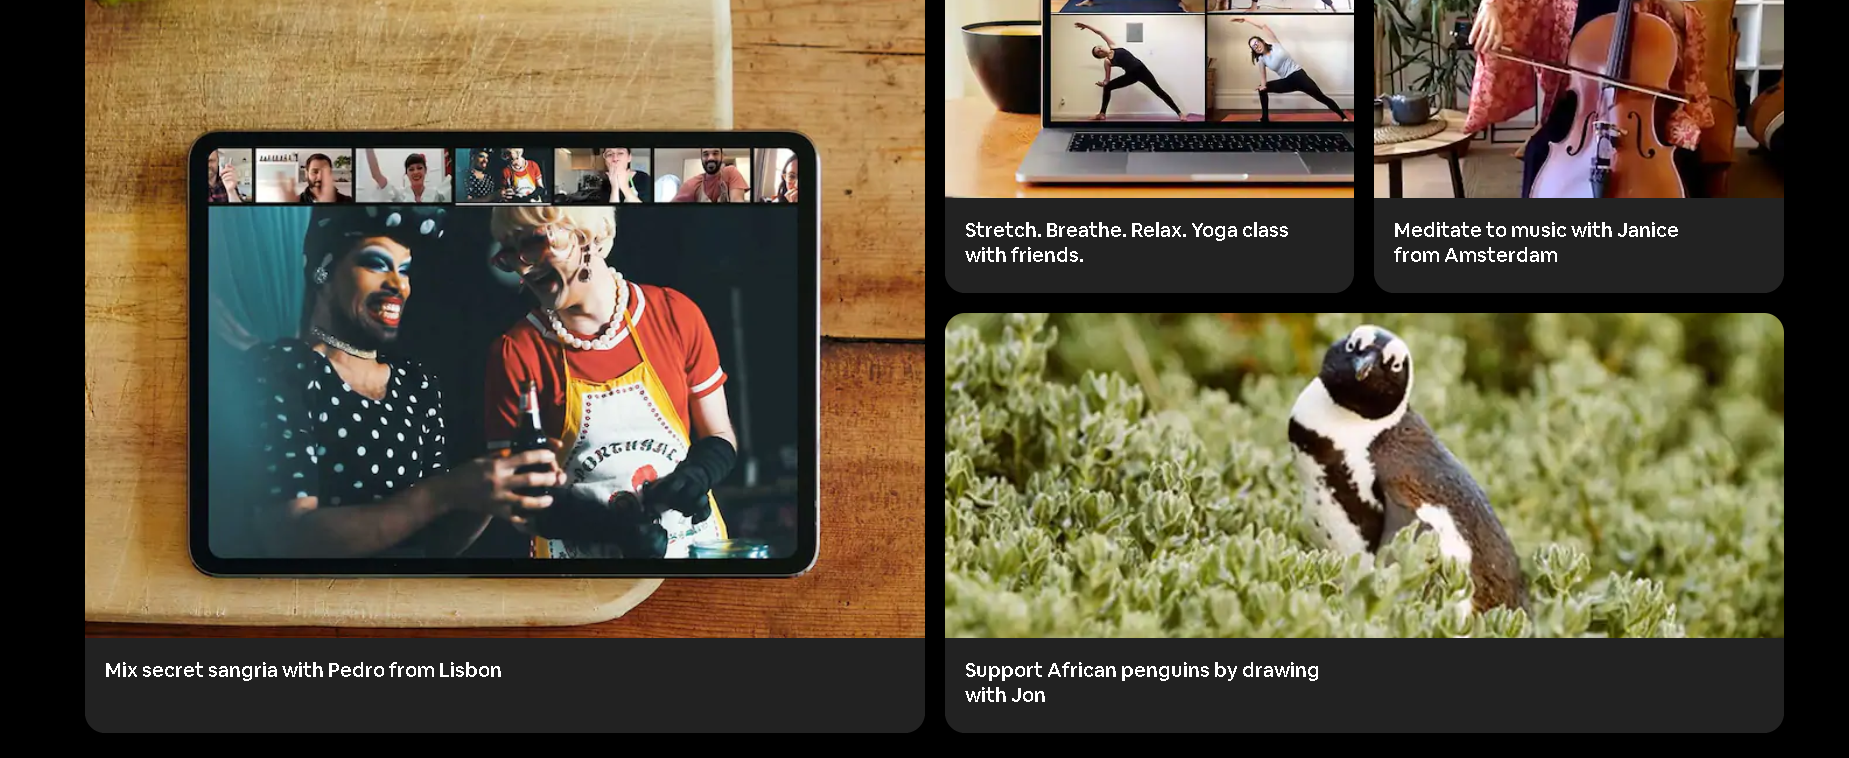 Stretch. Breathe. Relax. Yoga class
with friends.
Meditate to music with Janice
from Amsterdam
PORTUGAL
Mix secret sangria with Pedro from Lisbon
Support African penguins by drawing
with Jon